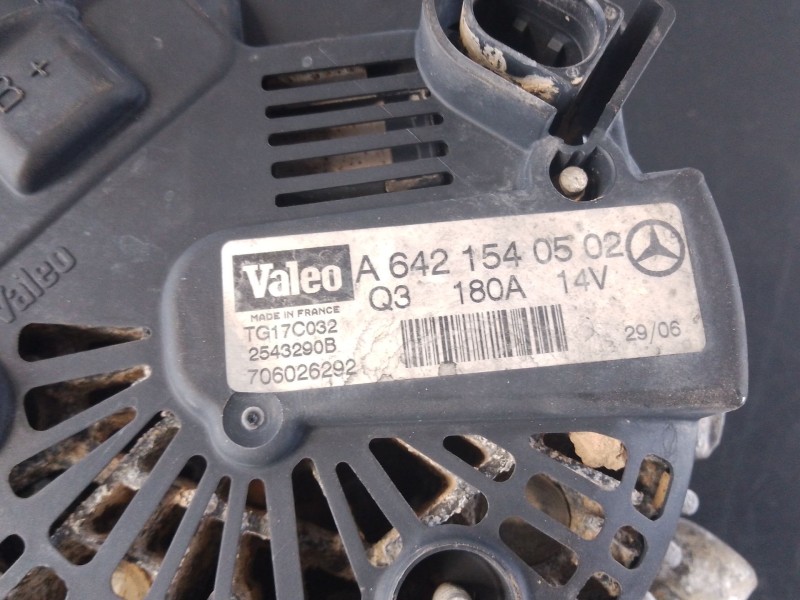 B+
Valeo
Valeo A 642 154 05 02
Q3 180A 14V
MADE IN FRANCE
TG17C032
2543290B
29/06
706026292